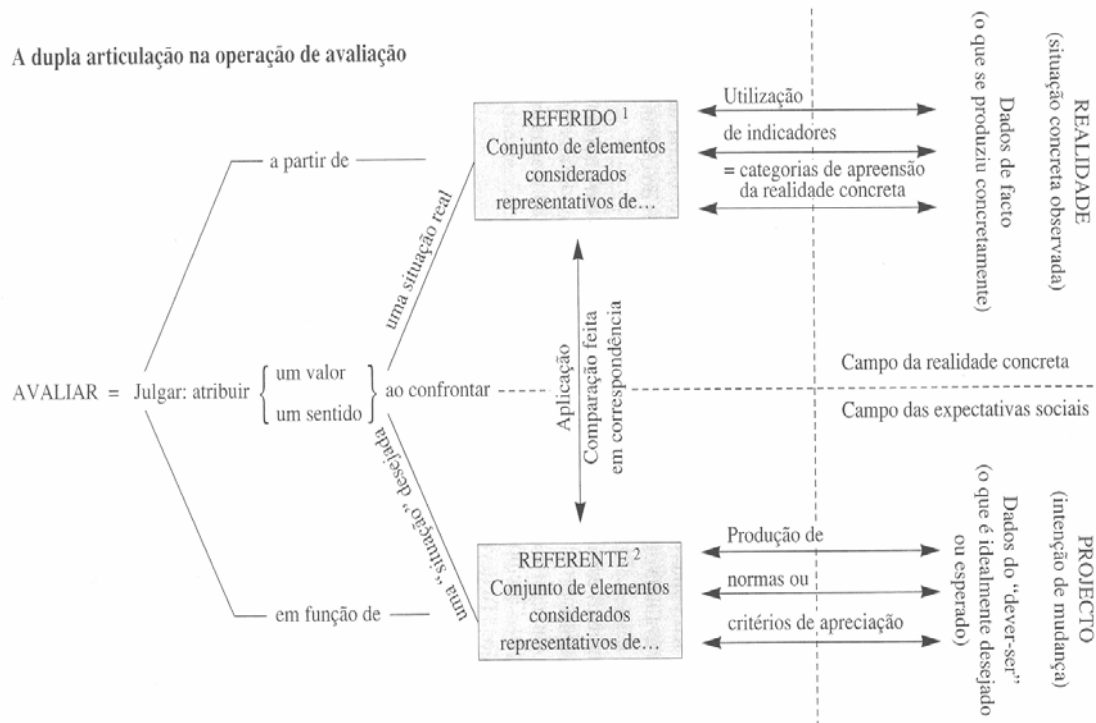 A dupla articulação na operação de avaliação
AVALIAR = Julgar: atribuir
um valor
um sentido
ao confrontar
a partir de
em função de
uma situação real
uma “situação” desejada
REFERIDO 1
Conjunto de elementos
considerados
representativos de…
Aplicação
Comparação feita
em correspondência
REFERENTE 2
Conjunto de elementos
considerados
representativos de…
Utilização
de indicadores
= categorias de apreensão
da realidade concreta
Dados de facto
(o que se produziu concretamente)
REALIDADE
(situação concreta observada)
Campo da realidade concreta
Campo das expectativas sociais
Produção de
normas ou
critérios de apreciação
Dados do “dever-ser”
(o que é idealmente desejado
ou esperado)
PROJECTO
(intenção de mudança)